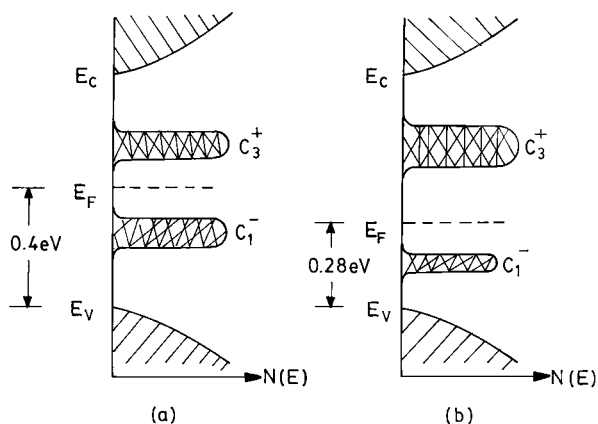 E_C
C_3^+
E_F
0.4eV
C_1^-
E_V
N(E)
(a)
E_C
C_3^+
E_F
0.28eV
C_1^-
E_V
N(E)
(b)